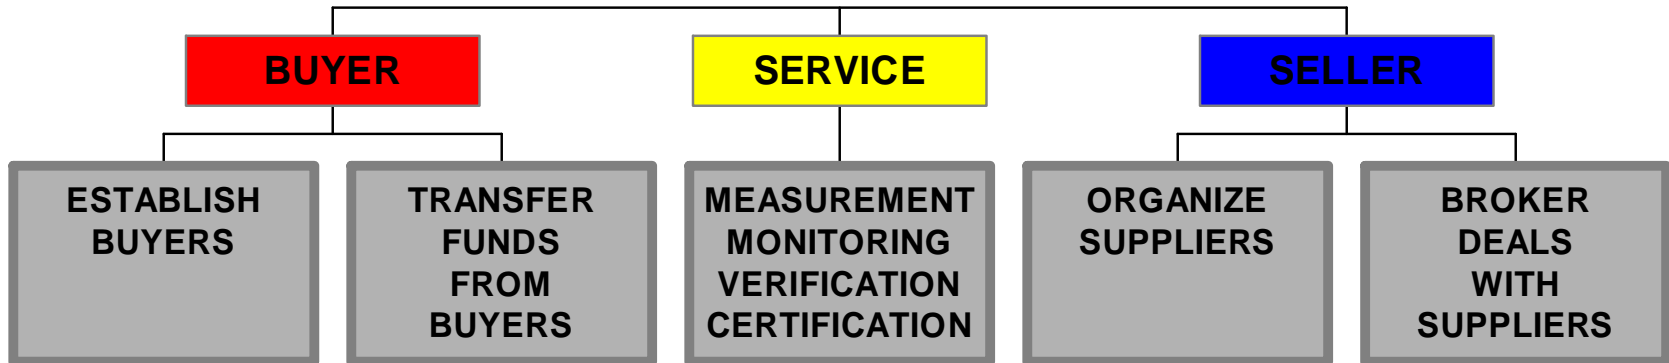 BUYER
SERVICE
SELLER
ESTABLISH
BUYERS
TRANSFER
FUNDS
FROM
BUYERS
MEASUREMENT
MONITORING
VERIFICATION
CERTIFICATION
ORGANIZE
SUPPLIERS
BROKER
DEALS
WITH
SUPPLIERS